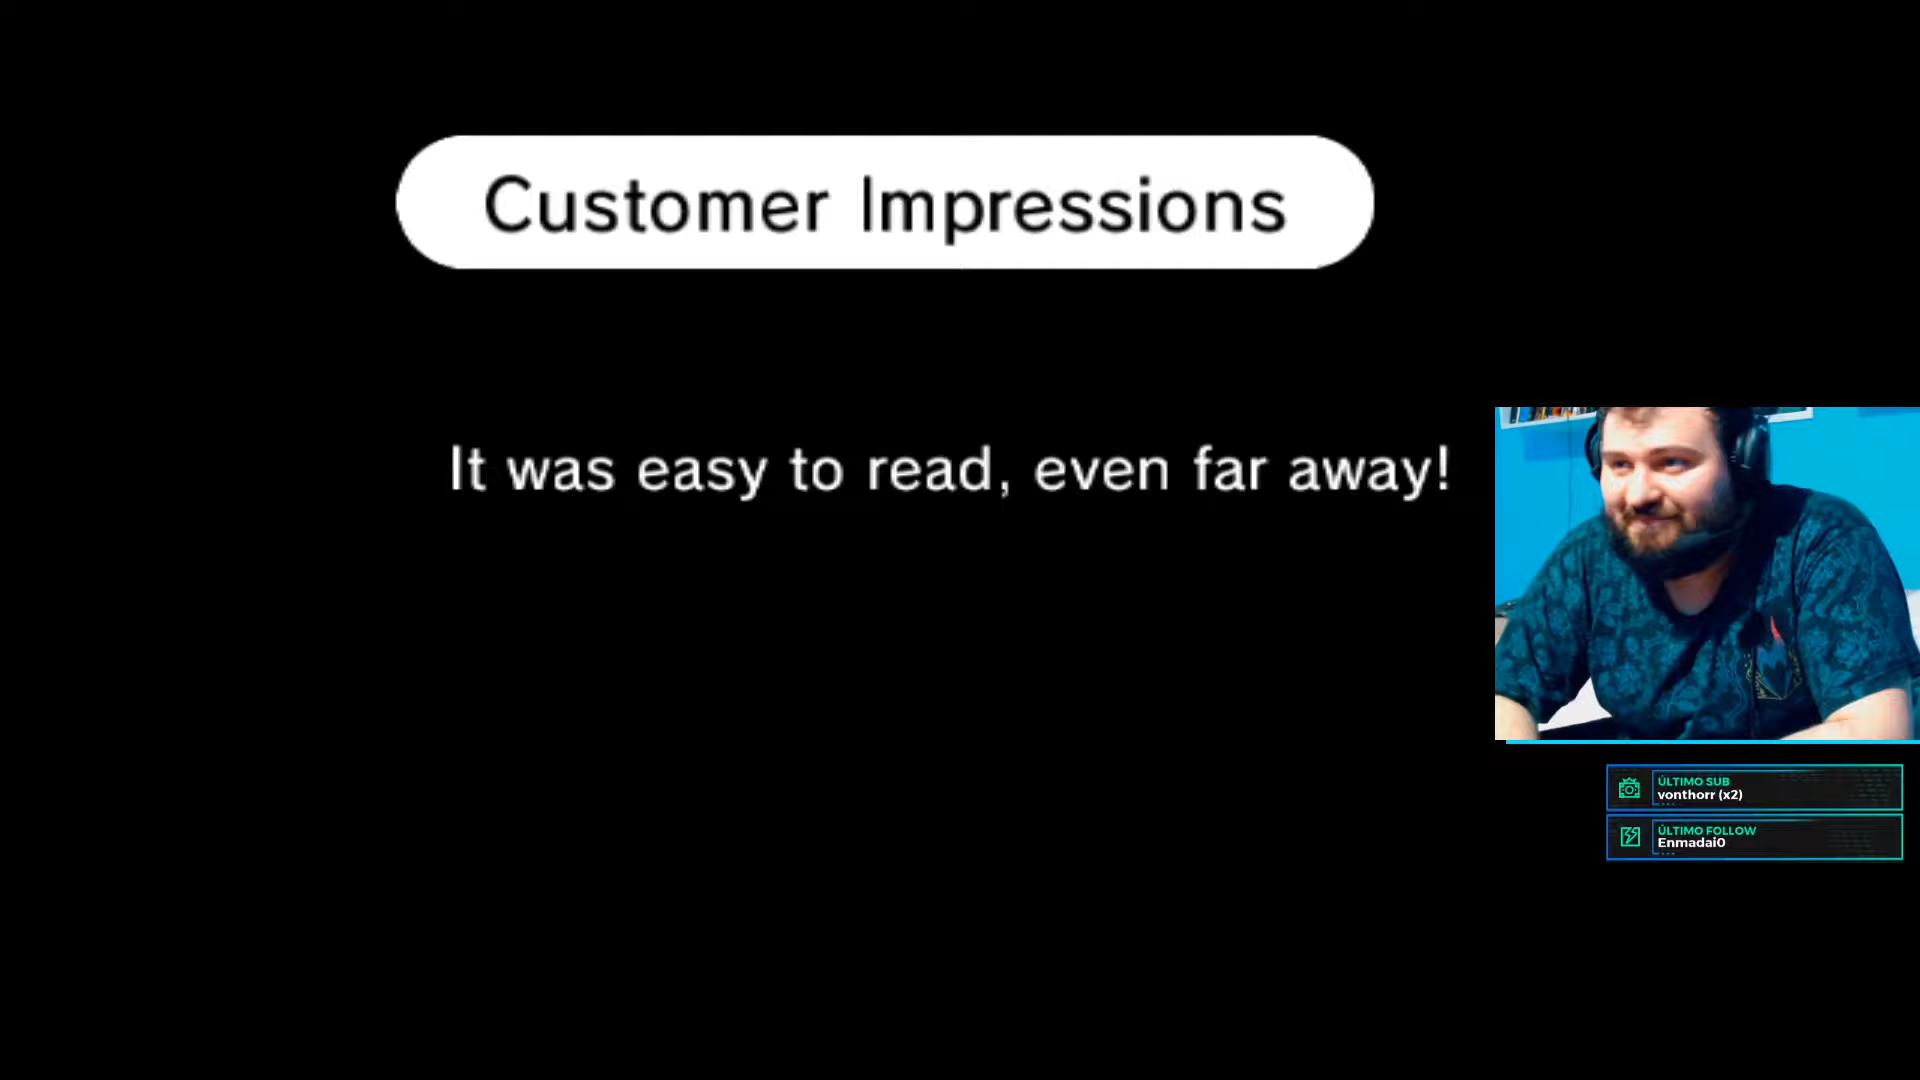 Customer Impressions
It was easy to read, even far away!
ÚLTIMO SUB
vonthorr (x2)
ÚLTIMO FOLLOW
Enmadai0